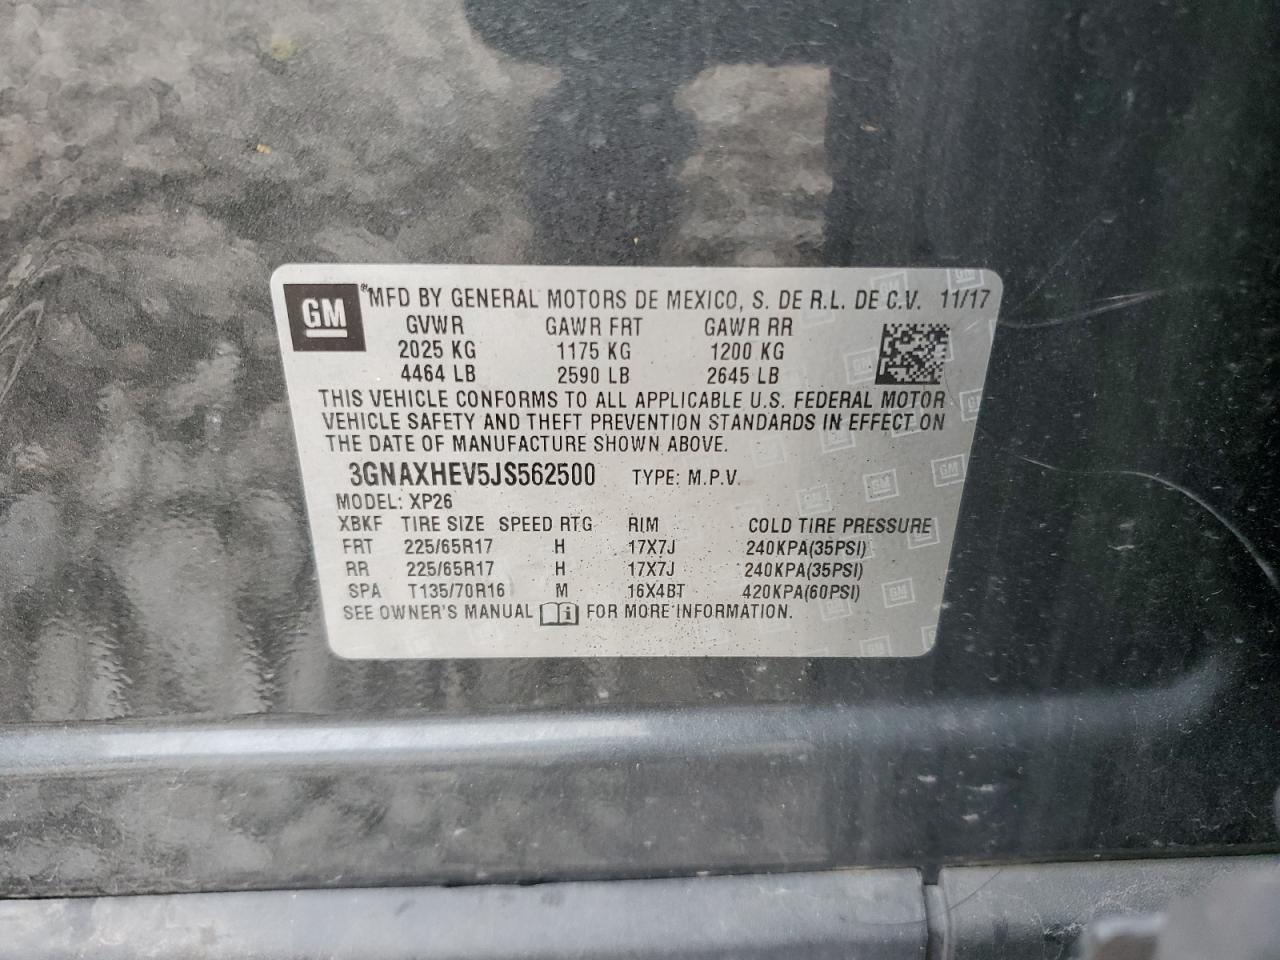 GM ® MFD BY GENERAL MOTORS DE MEXICO, S. DE R.L. DE C.V. 11/17
GVWR GAWR FRT GAWR RR
2025 KG 1175 KG 1200 KG
4464 LB 2590 LB 2645 LB
THIS VEHICLE CONFORMS TO ALL APPLICABLE U.S. FEDERAL MOTOR
VEHICLE SAFETY AND THEFT PREVENTION STANDARDS IN EFFECT ON
THE DATE OF MANUFACTURE SHOWN ABOVE.
3GNAXHEV5JS562500 TYPE: M.P.V.
MODEL: XP26
XBKF TIRE SIZE SPEED RTG RIM COLD TIRE PRESSURE
FRT 225/65R17 H 17X7J 240KPA(35PSI)
RR 225/65R17 H 17X7J 240KPA(35PSI)
SPA T135/70R16 M 16X4BT 420KPA(60PSI)
SEE OWNER'S MANUAL FOR MORE INFORMATION.